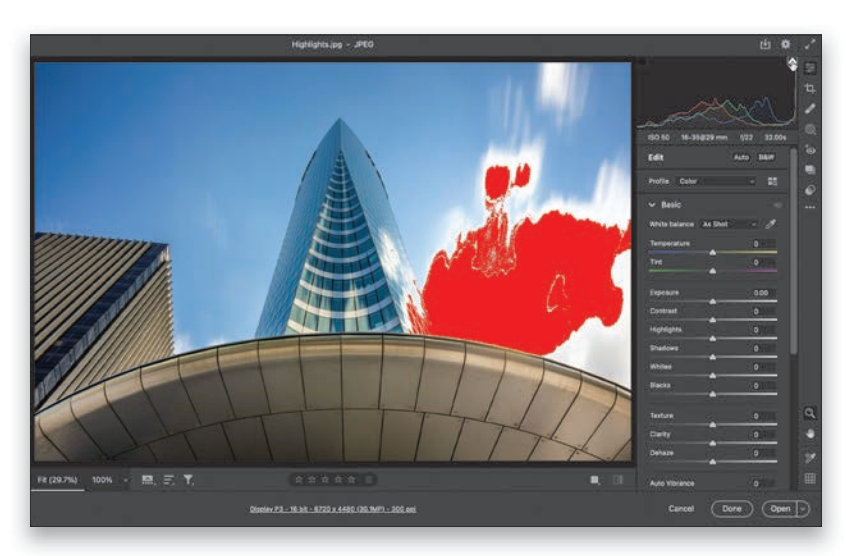 Highlights.jpg - JPEG
ISO 50 16-35@29 mm f/22 32.00s
Edit Auto B&W
Profile Color
Basic
White balance As Shot
Temperature 0
Tint 0
Exposure 0.00
Contrast 0
Highlights 0
Shadows 0
Whites 0
Blacks 0
Texture 0
Clarity 0
Dehaze 0
Auto Vibrance 0
Fit (29.7%) 100%
Display P3 - 16 bit - 6720 x 4480 (30.1MP) - 300 ppi
Cancel Done Open